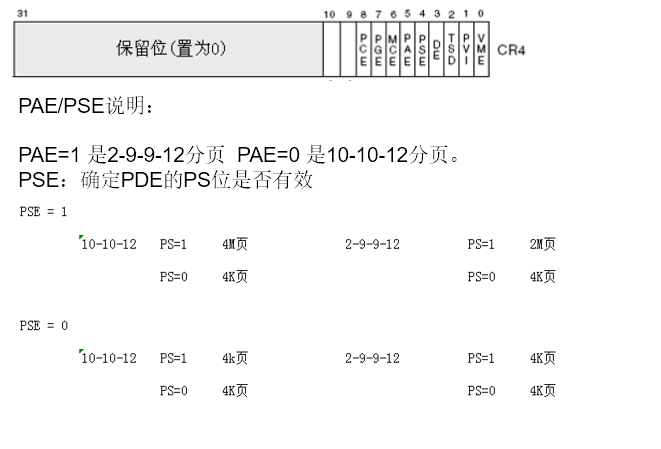 31 10 9 8 7 6 5 4 3 2 1 0
保留位(置为0) PCE PGE MCE PAE PSE DE TSD PVI VME CR4
PAE/PSE说明：
PAE=1 是2-9-9-12分页 PAE=0 是10-10-12分页。
PSE：确定PDE的PS位是否有效
PSE = 1
10-10-12 PS=1 4M页 2-9-9-12 PS=1 2M页
PS=0 4K页 PS=0 4K页
PSE = 0
10-10-12 PS=1 4k页 2-9-9-12 PS=1 4K页
PS=0 4K页 PS=0 4K页